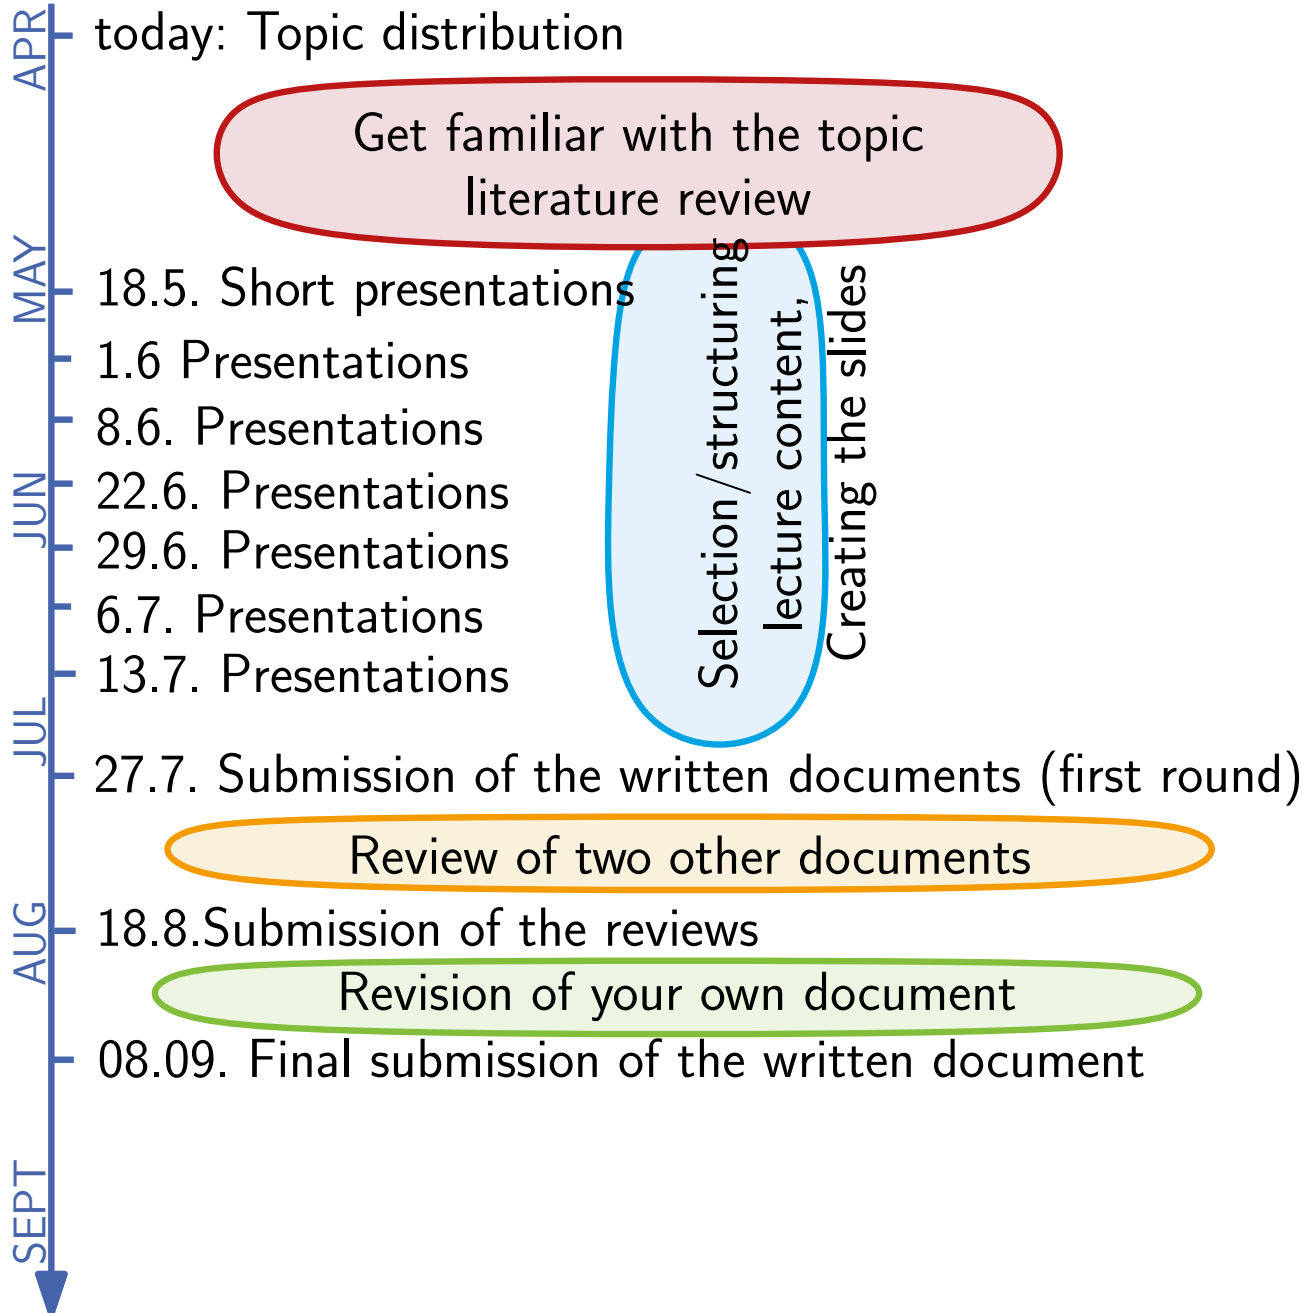 APR
today: Topic distribution
Get familiar with the topic
literature review
MAY
18.5. Short presentations
1.6 Presentations
8.6. Presentations
JUN
22.6. Presentations
29.6. Presentations
6.7. Presentations
13.7. Presentations
Selection/structuring
lecture content,
Creating the slides
JUL
27.7. Submission of the written documents (first round)
Review of two other documents
AUG
18.8.Submission of the reviews
Revision of your own document
08.09. Final submission of the written document
SEPT